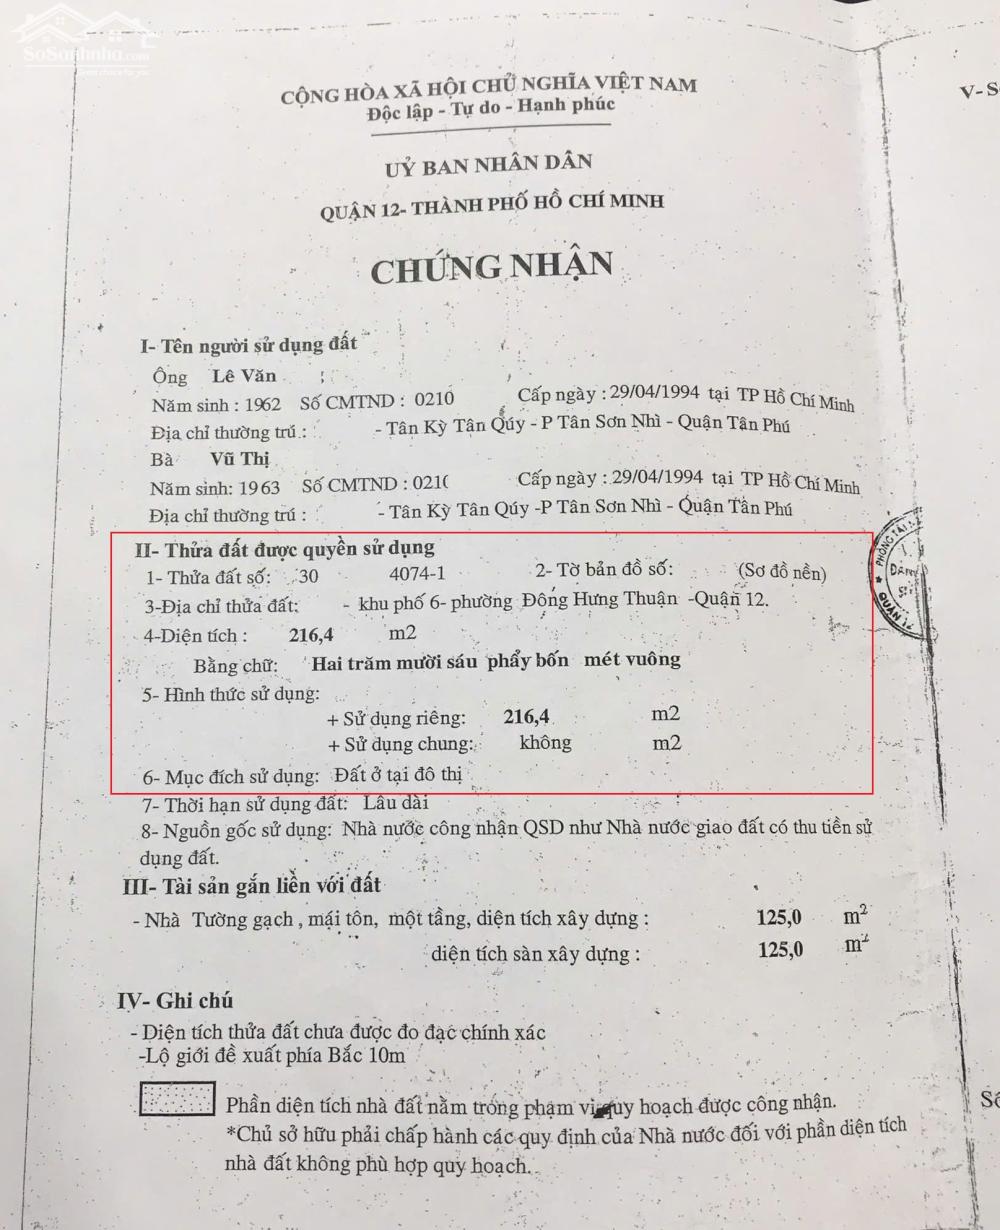 SoSanhnha.com
CỘNG HÒA XÃ HỘI CHỦ NGHĨA VIỆT NAM
Độc lập - Tự do - Hạnh phúc
V- S
UỶ BAN NHÂN DÂN
QUẬN 12- THÀNH PHỐ HỒ CHÍ MINH
CHỨNG NHẬN
I- Tên người sử dụng đất
Ông Lê Văn
Năm sinh : 1962 Số CMTND : 0210 Cấp ngày : 29/04/1994 tại TP Hồ Chí Minh
Địa chỉ thường trú : - Tân Kỳ Tân Qúy - P Tân Sơn Nhì - Quận Tân Phú
Bà Vũ Thị
Năm sinh: 1963 Số CMTND : 021 Cấp ngày : 29/04/1994 tại TP Hồ Chí Minh
Địa chỉ thường trú : - Tân Kỳ Tân Qúy -P Tân Sơn Nhì - Quận Tân Phú
II- Thửa đất được quyền sử dụng
1- Thửa đất số: 30 4074-1 2- Tờ bản đồ số: (Sơ đồ nền)
3-Địa chỉ thửa đất: - khu phố 6- phường Đông Hưng Thuận -Quận 12.
4-Diện tích : 216,4 m2
Bằng chữ: Hai trăm mười sáu phẩy bốn mét vuông
5- Hình thức sử dụng:
+ Sử dụng riêng: 216,4 m2
+ Sử dụng chung: không m2
6- Mục đích sử dụng: Đất ở tại đô thị
7- Thời hạn sử dụng đất: Lâu dài
8- Nguồn gốc sử dụng: Nhà nước công nhận QSD như Nhà nước giao đất có thu tiền sử
dụng đất.
III- Tài sản gắn liền với đất
- Nhà Tường gạch , mái tôn, một tầng, diện tích xây dựng : 125,0 m²
diện tích sàn xây dựng : 125,0 m²
IV- Ghi chú
- Diện tích thửa đất chưa được đo đạc chính xác
-Lộ giới đề xuất phía Bắc 10m
Phần diện tích nhà đất nằm trong phạm vi quy hoạch được công nhận.
*Chủ sở hữu phải chấp hành các quy định của Nhà nước đối với phần diện tích
nhà đất không phù hợp quy hoạch.
Số
PHÒNG TÀI
QUẬN 12